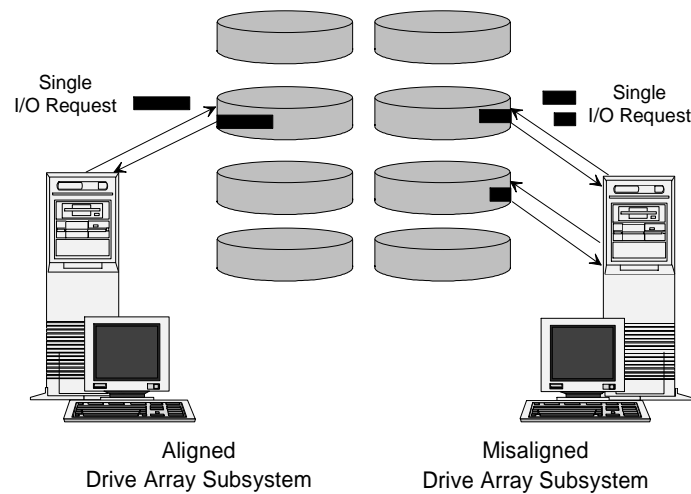 Single
I/O Request
Single
I/O Request
Aligned
Drive Array Subsystem
Misaligned
Drive Array Subsystem